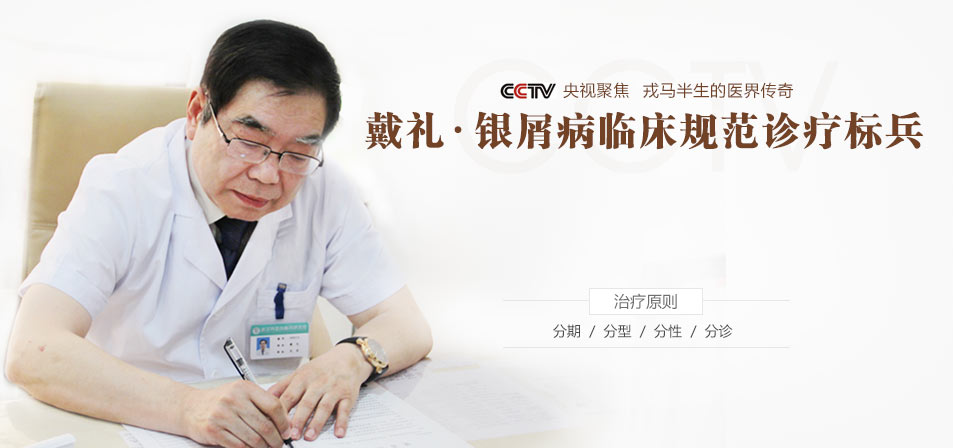 CCTV 央视聚焦 戎马半生的医界传奇
戴礼·银屑病临床规范诊疗标兵
治疗原则
分期 / 分型 / 分性 / 分诊